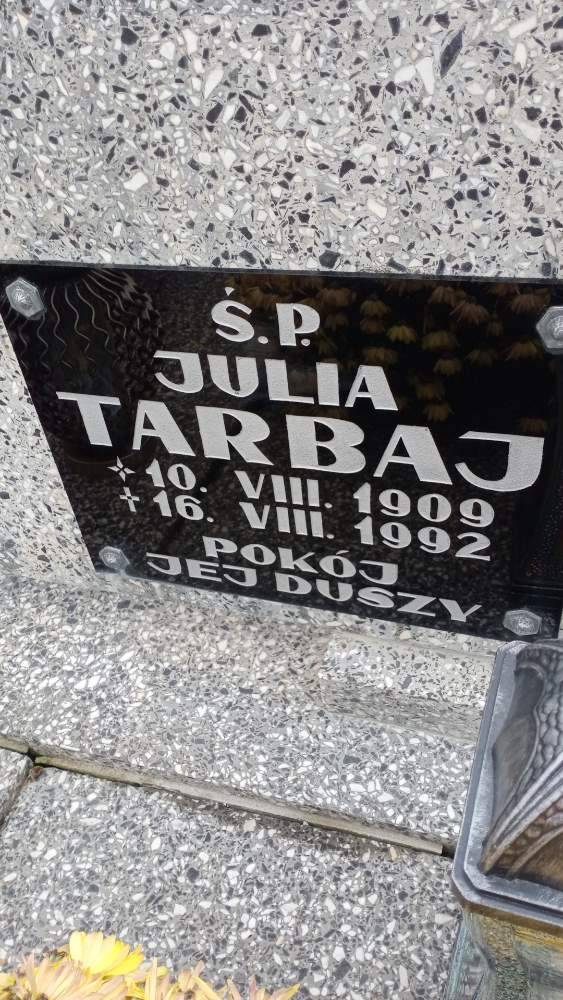 Ś.P.
JULIA
TARBAJ
10. VIII. 1909
✝ 16. VIII. 1992
POKÓJ
JEJ DUSZY